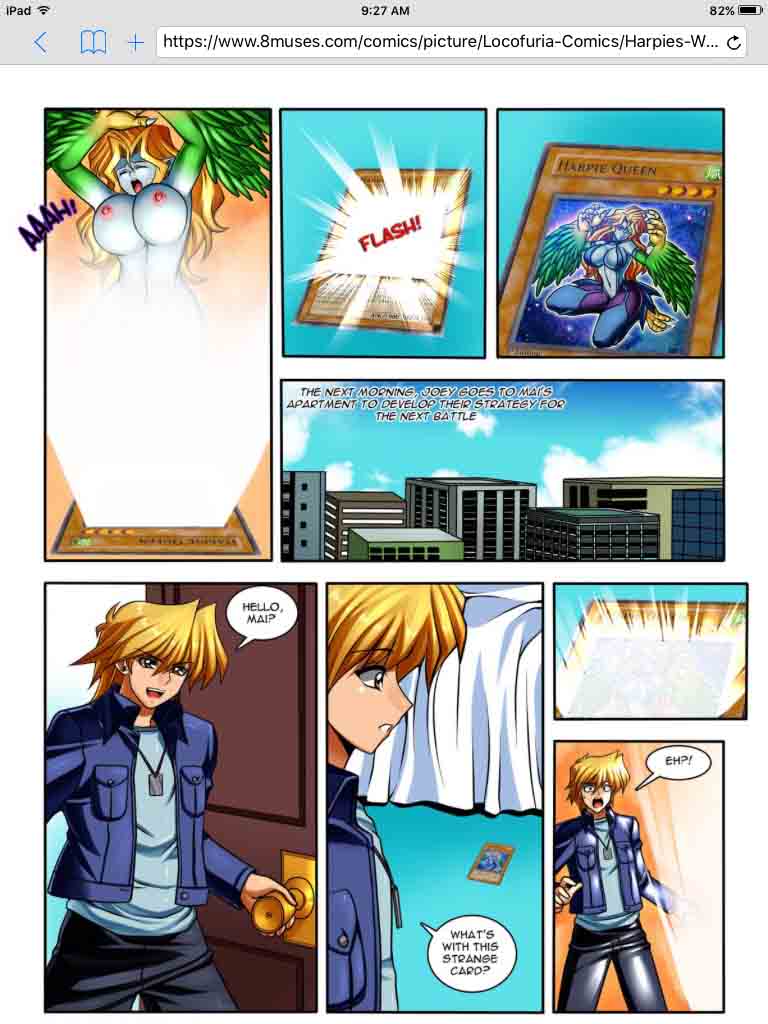 iPad
9:27 AM
82%
https://www.8muses.com/comics/picture/Locofuria-Comics/Harpies-W...
AAAH!
FLASH!
HARPIE QUEEN
THE NEXT MORNING, JOEY GOES TO MAI'S
APARTMENT TO DEVELOP THEIR STRATEGY FOR
THE NEXT BATTLE
HELLO,
MAI?
WHAT'S
WITH THIS
STRANGE
CARD?
EH?!